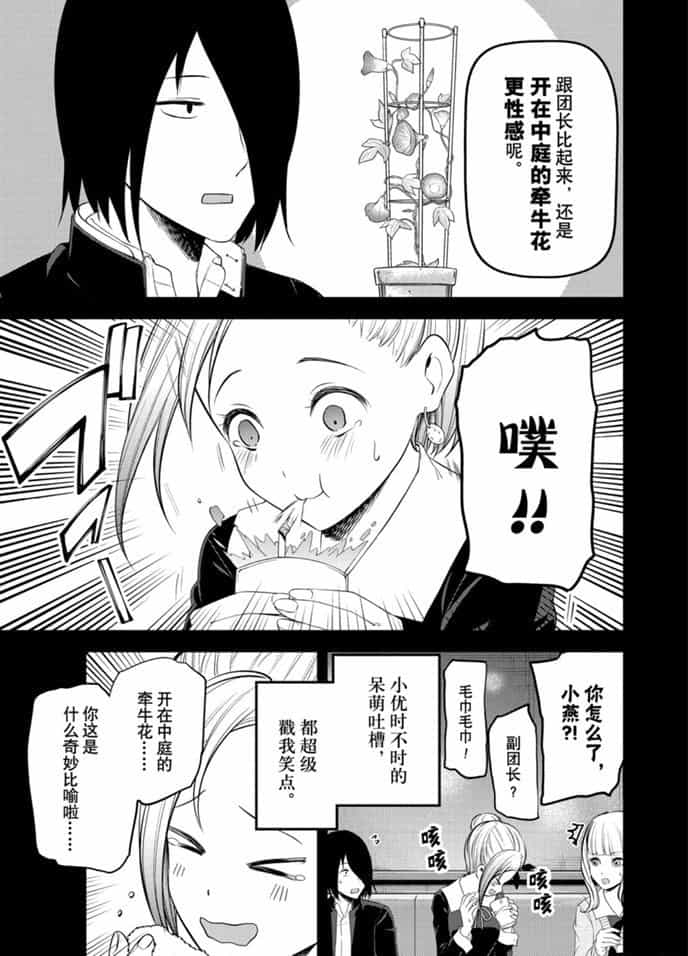 跟团长比起来，还是
开在中庭的牵牛花
更性感呢。
噗!!
ブブッ
你怎么了，
小燕?!
副团长？
毛巾毛巾！
咳咳
咳咳
小优时不时的
呆萌吐槽，
都超级
戳我笑点。
开在中庭的
牵牛花……
你这是
什么奇妙比喻啦……